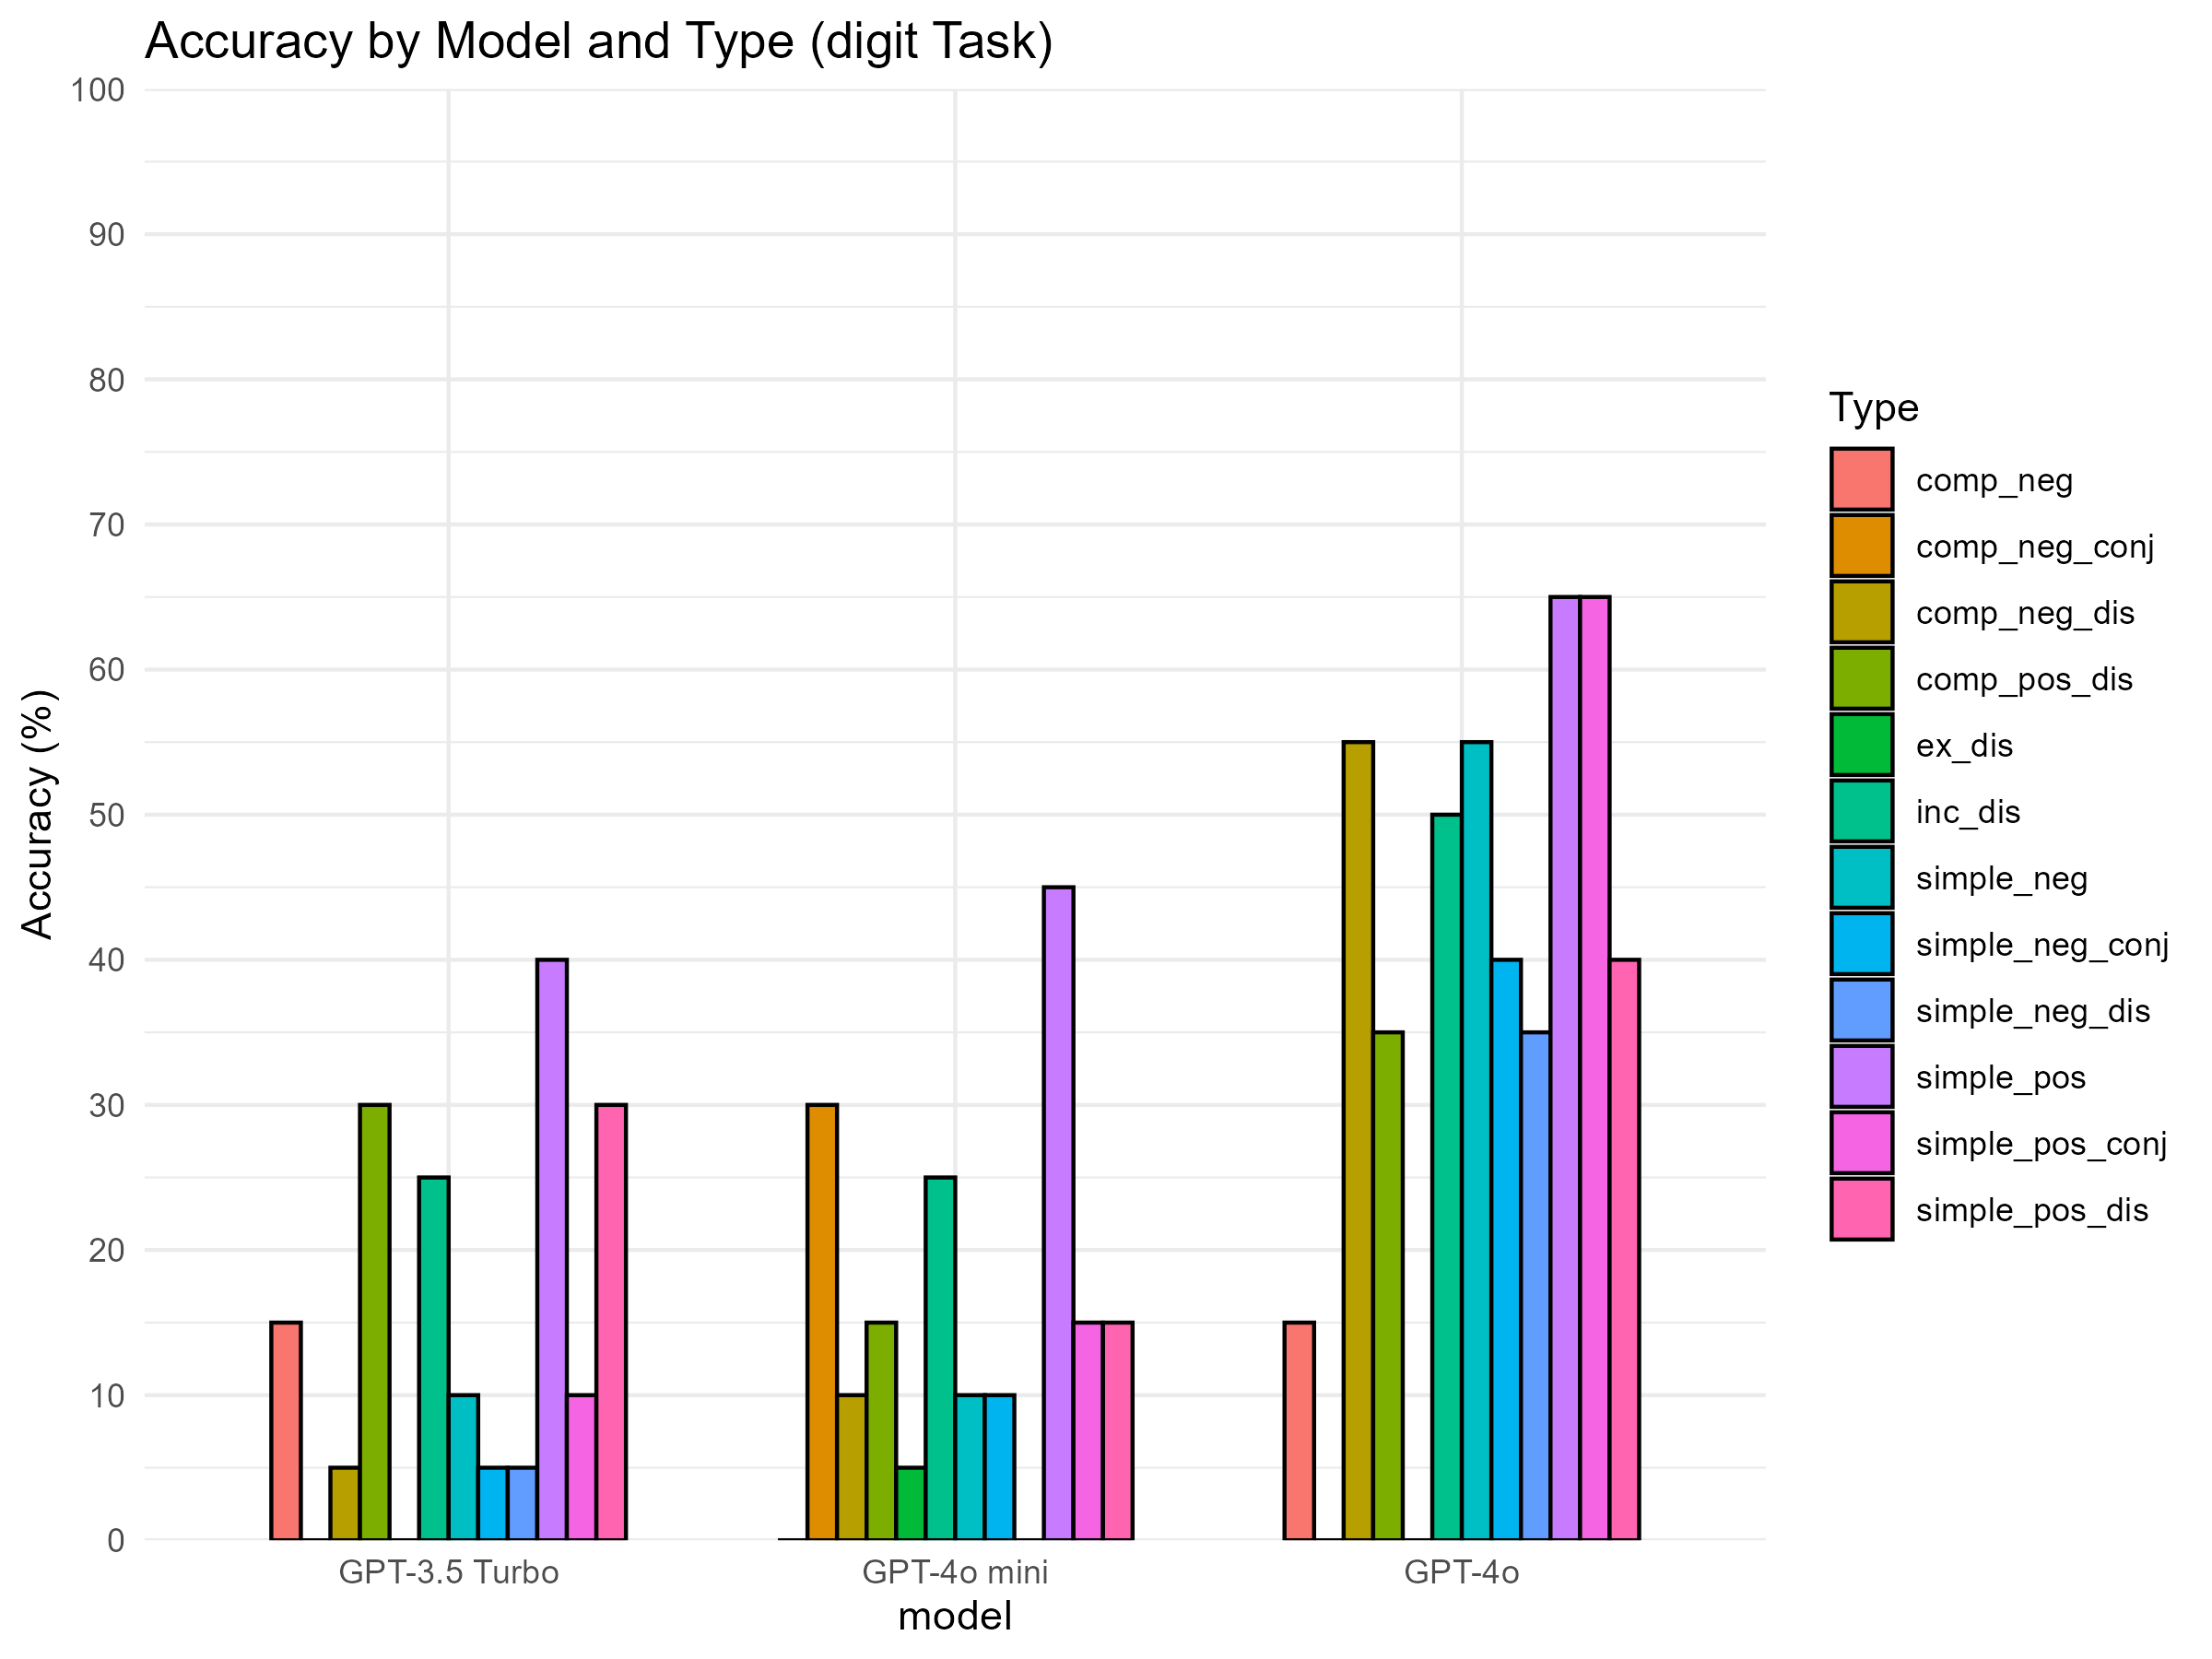 Accuracy by Model and Type (digit Task)
100
90
80
70
60
50
40
30
20
10
0
Accuracy (%)
GPT-3.5 Turbo
GPT-4o mini
GPT-4o
model
Type
comp_neg
comp_neg_conj
comp_neg_dis
comp_pos_dis
ex_dis
inc_dis
simple_neg
simple_neg_conj
simple_neg_dis
simple_pos
simple_pos_conj
simple_pos_dis